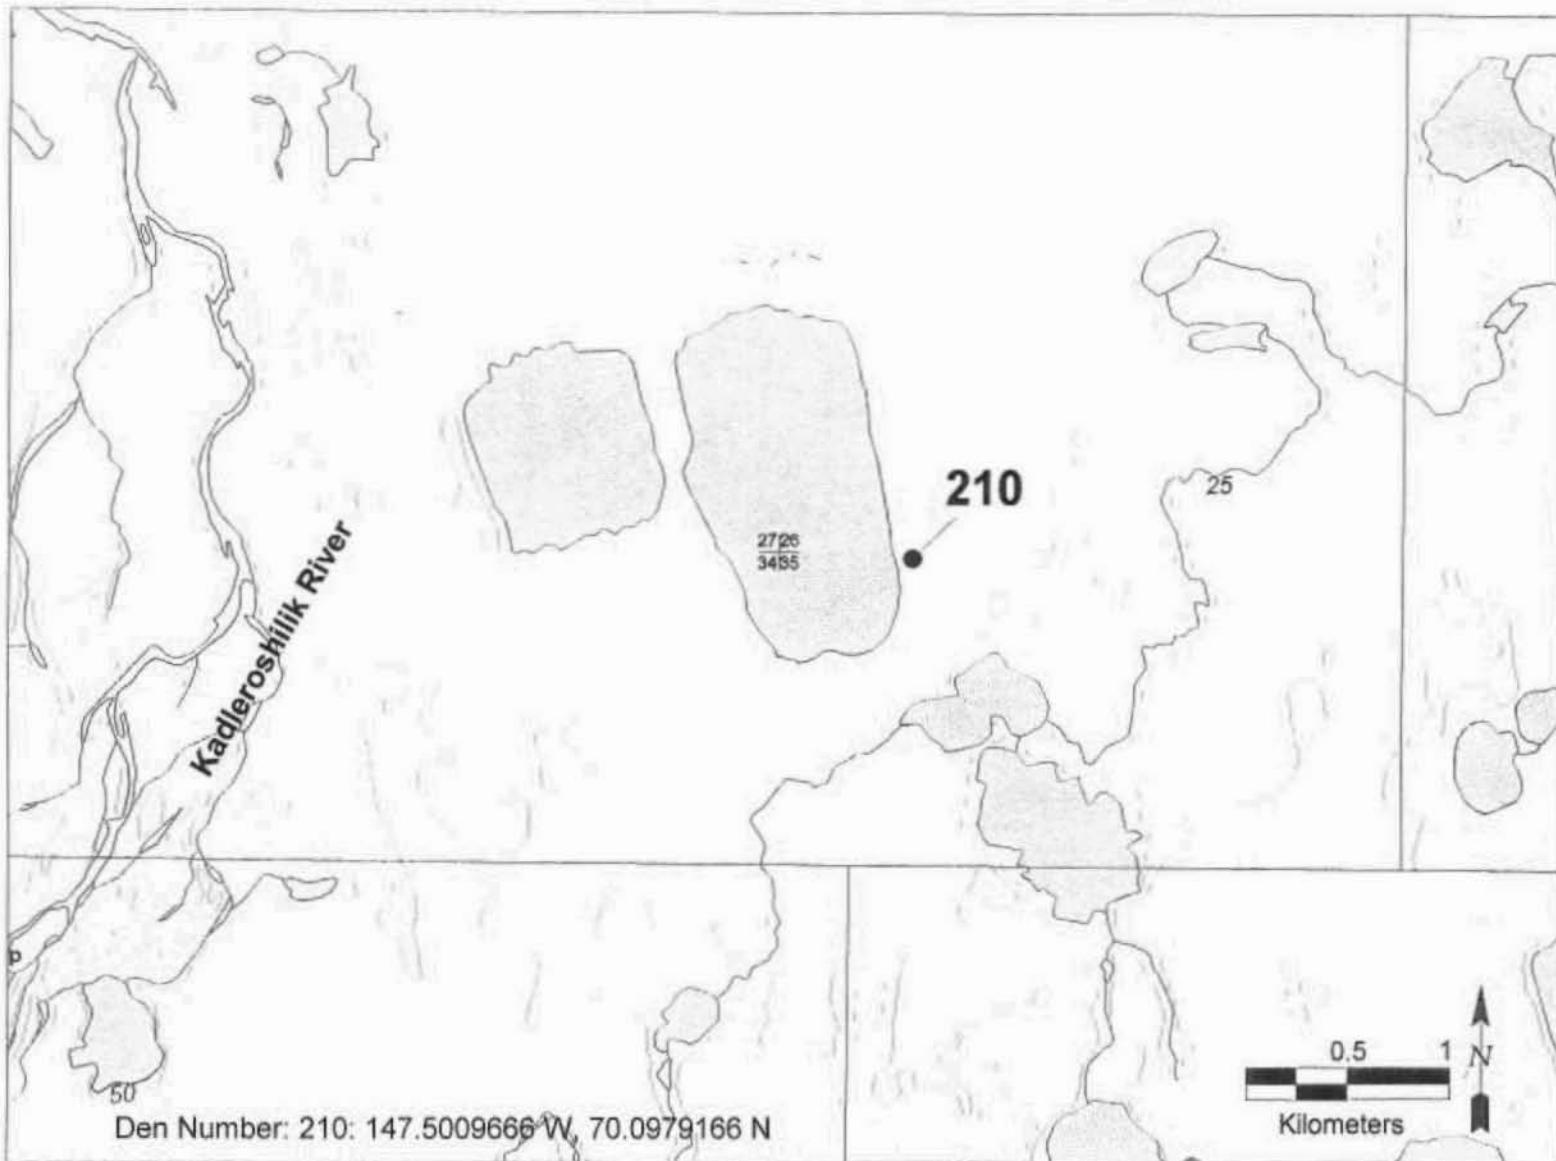 210
25
27|26
34|35
Kadleroshilik River
p
50
0.5 1
N
Kilometers
Den Number: 210: 147.5009666 W, 70.0979166 N